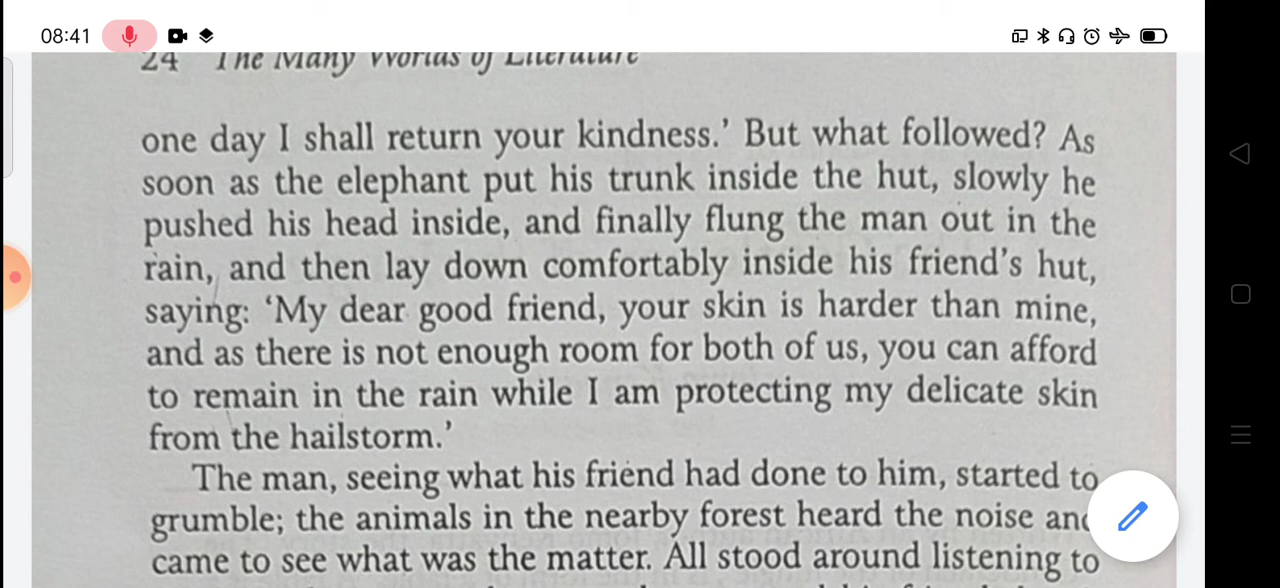 08:41
24 The Many Worlds of Literature
one day I shall return your kindness.’ But what followed? As
soon as the elephant put his trunk inside the hut, slowly he
pushed his head inside, and finally flung the man out in the
rain, and then lay down comfortably inside his friend’s hut,
saying: ‘My dear good friend, your skin is harder than mine,
and as there is not enough room for both of us, you can afford
to remain in the rain while I am protecting my delicate skin
from the hailstorm.’
The man, seeing what his friend had done to him, started to
grumble; the animals in the nearby forest heard the noise and
came to see what was the matter. All stood around listening to